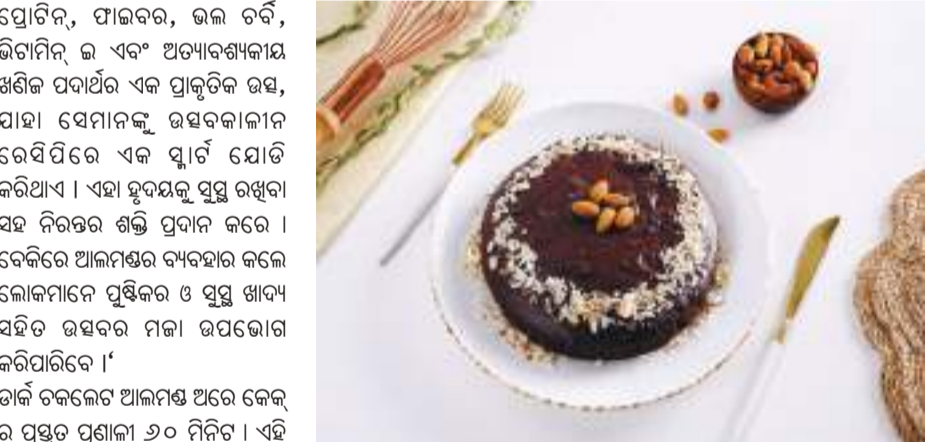 ପ୍ରୋଟିନ୍, ଫାଇବର, ଭଲ ଚର୍ବି,
ଭିଟାମିନ୍ ଇ ଏବଂ ଅତ୍ୟାବଶ୍ୟକୀୟ
ଖଣିଜ ପଦାର୍ଥର ଏକ ପ୍ରାକୃତିକ ଉତ୍ସ,
ଯାହା ସେମାନଙ୍କୁ ଉତ୍ସବକାଳୀନ
ରେସିପିରେ ଏକ ସ୍ମାର୍ଟ ଯୋଡି
କରିଥାଏ । ଏହା ହୃଦୟକୁ ସୁସ୍ଥ ରଖିବା
ସହ ନିରନ୍ତର ଶକ୍ତି ପ୍ରଦାନ କରେ ।
ବେକିରେ ଆଲମଣ୍ଡର ବ୍ୟବହାର କଲେ
ଲୋକମାନେ ପୁଷ୍ଟିକର ଓ ସୁସ୍ଥ ଖାଦ୍ୟ
ସହିତ ଉତ୍ସବର ମଜା ଉପଭୋଗ
କରିପାରିବେ ।‘
ଡାର୍କ ଚକଲେଟ ଆଲମଣ୍ଡ ଅରେ କେକ୍
ର ପ୍ରସ୍ତୁତ ପ୍ରଣାଳୀ ୬୦ ମିନିଟ । ଏହି